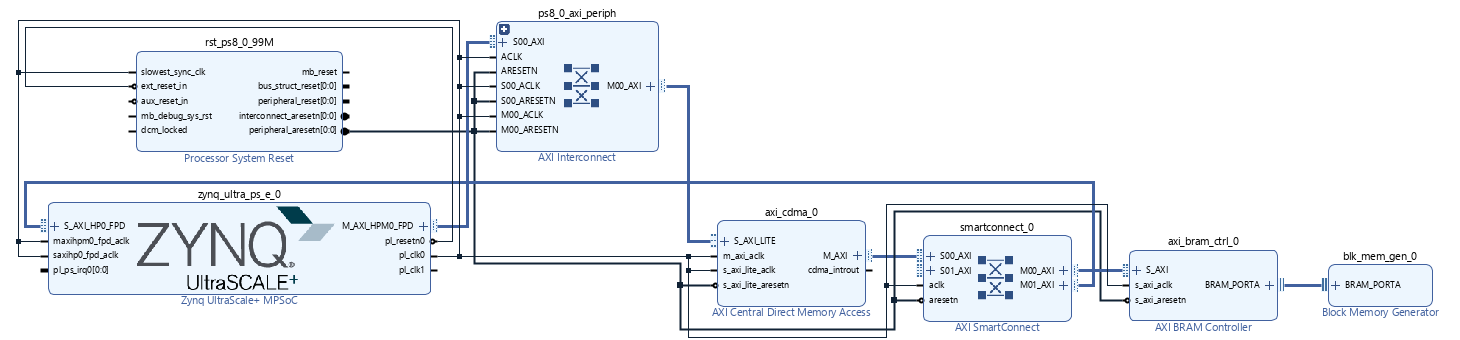 ps8_0_axi_periph
S00_AXI
ACLK
ARESETN
S00_ACLK
S00_ARESETN
M00_ACLK
M00_ARESETN
M00_AXI
AXI Interconnect
rst_ps8_0_99M
slowest_sync_clk
ext_reset_in
aux_reset_in
mb_debug_sys_rst
dcm_locked
mb_reset
bus_struct_reset[0:0]
peripheral_reset[0:0]
interconnect_aresetn[0:0]
peripheral_aresetn[0:0]
Processor System Reset
zynq_ultra_ps_e_0
S_AXI_HP0_FPD
maxihpm0_fpd_aclk
saxihp0_fpd_aclk
pl_ps_irq0[0:0]
ZYNQ
UltraSCALE+
M_AXI_HPM0_FPD
pl_resetn0
pl_clk0
pl_clk1
Zynq UltraScale+ MPSoC
axi_cdma_0
S_AXI_LITE
m_axi_aclk
s_axi_lite_aclk
s_axi_lite_aresetn
M_AXI
cdma_introut
AXI Central Direct Memory Access
smartconnect_0
S00_AXI
S01_AXI
aclk
aresetn
M00_AXI
M01_AXI
AXI SmartConnect
axi_bram_ctrl_0
S_AXI
s_axi_aclk
s_axi_aresetn
BRAM_PORTA
AXI BRAM Controller
blk_mem_gen_0
BRAM_PORTA
Block Memory Generator